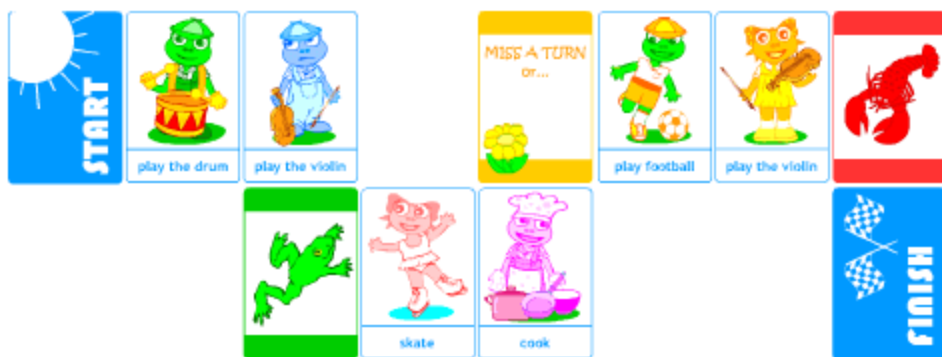 START
play the drum
play the violin
MISS A TURN
or...
play football
play the violin
skate
cook
FINISH